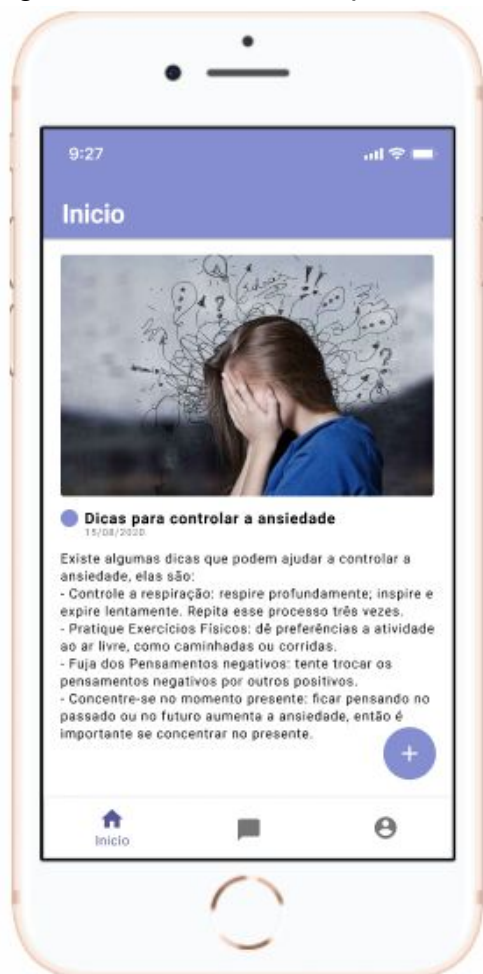 9:27
Inicio
Dicas para controlar a ansiedade
15/08/2020
Existe algumas dicas que podem ajudar a controlar a
ansiedade, elas são:
- Controle a respiração: respire profundamente; inspire e
expire lentamente. Repita esse processo três vezes.
- Pratique Exercícios Físicos: dê preferências a atividade
ao ar livre, como caminhadas ou corridas.
- Fuja dos Pensamentos negativos: tente trocar os
pensamentos negativos por outros positivos.
- Concentre-se no momento presente: ficar pensando no
passado ou no futuro aumenta a ansiedade, então é
importante se concentrar no presente.
+
Inicio